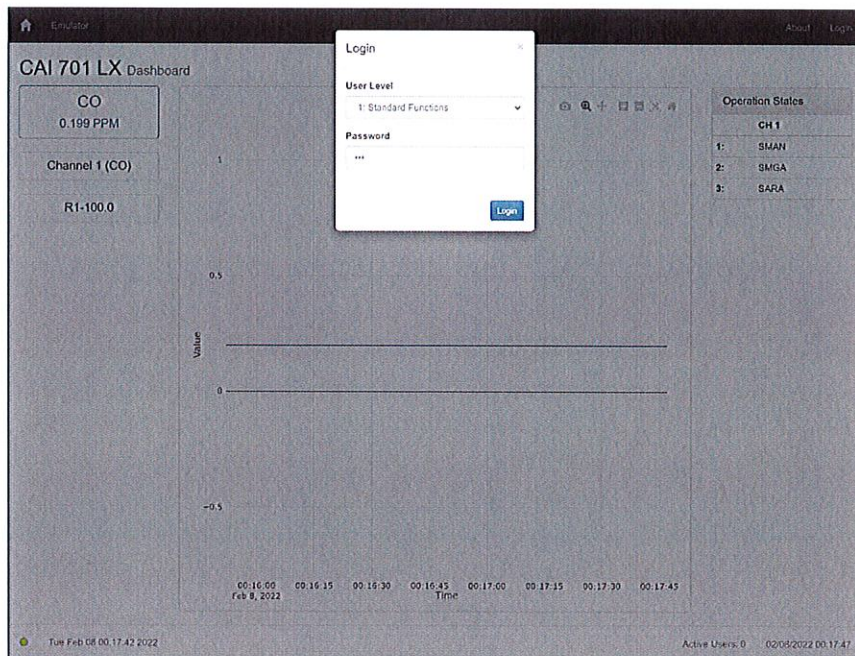 Emulator
About Login
CAI 701 LX Dashboard
CO
0.199 PPM
Channel 1 (CO)
R1-100.0
Login
×
User Level
1: Standard Functions
Password
•••
Login
Operation States
CH 1
1: SMAN
2: SMGA
3: SARA
1
0.5
0
−0.5
Value
00:16:00 00:16:15 00:16:30 00:16:45 00:17:00 00:17:15 00:17:30 00:17:45
Feb 8, 2022
Time
Tue Feb 08 00:17:42 2022
Active Users: 0 02/08/2022 00:17:47